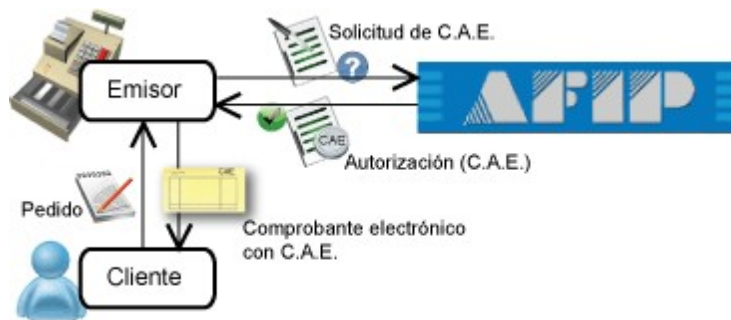 Solicitud de C.A.E.
Emisor
AFIP
CAE
Autorización (C.A.E.)
Pedido
CAE
Comprobante electrónico
con C.A.E.
Cliente